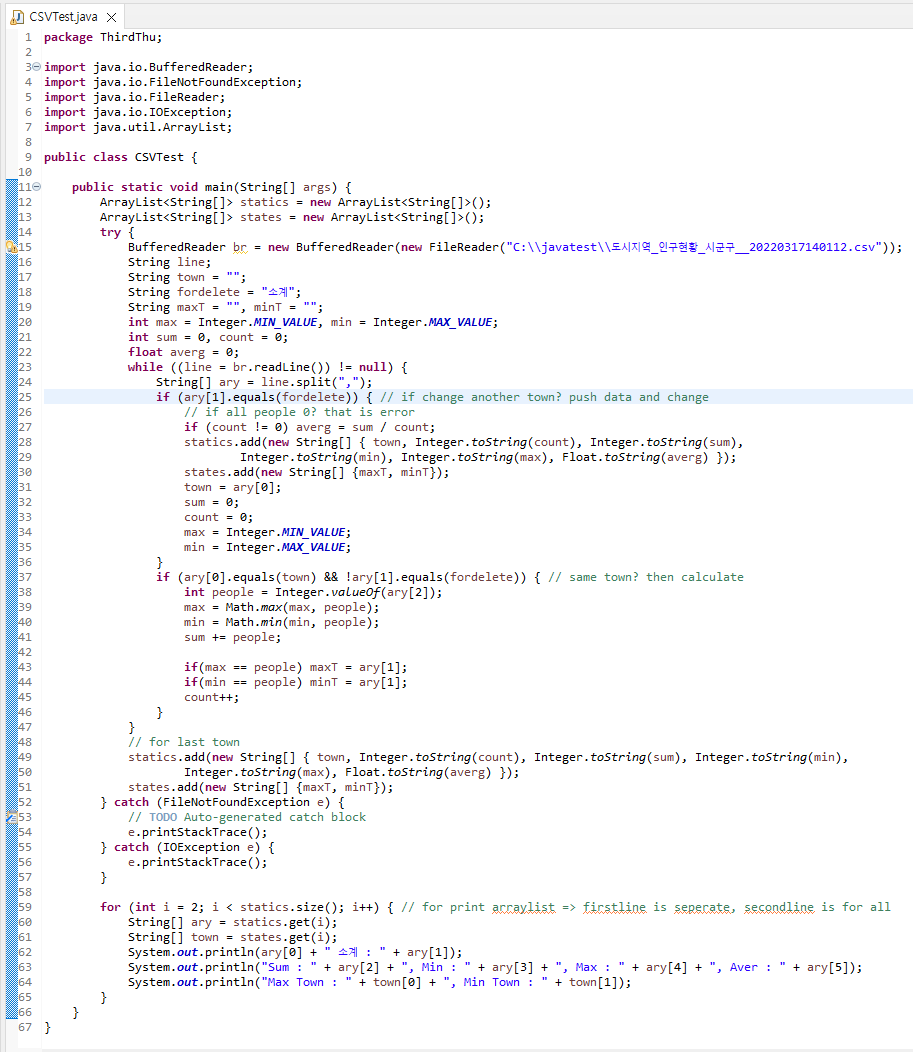 CSVTest.java
1 package ThirdThu;
2
3 import java.io.BufferedReader;
4 import java.io.FileNotFoundException;
5 import java.io.FileReader;
6 import java.io.IOException;
7 import java.util.ArrayList;
8
9 public class CSVTest {
10
11     public static void main(String[] args) {
12         ArrayList<String[]> statics = new ArrayList<String[]>();
13         ArrayList<String[]> states = new ArrayList<String[]>();
14         try {
15             BufferedReader br = new BufferedReader(new FileReader("C:\\javatest\\도시지역_인구현황_시군구__20220317140112.csv"));
16             String line;
17             String town = "";
18             String fordelete = "소계";
19             String maxT = "", minT = "";
20             int max = Integer.MIN_VALUE, min = Integer.MAX_VALUE;
21             int sum = 0, count = 0;
22             float averg = 0;
23             while ((line = br.readLine()) != null) {
24                 String[] ary = line.split(",");
25                 if (ary[1].equals(fordelete)) { // if change another town? push data and change
26                     // if all people 0? that is error
27                     if (count != 0) averg = sum / count;
28                     statics.add(new String[] { town, Integer.toString(count), Integer.toString(sum),
29                             Integer.toString(min), Integer.toString(max), Float.toString(averg) });
30                     states.add(new String[] {maxT, minT});
31                     town = ary[0];
32                     sum = 0;
33                     count = 0;
34                     max = Integer.MIN_VALUE;
35                     min = Integer.MAX_VALUE;
36                 }
37                 if (ary[0].equals(town) && !ary[1].equals(fordelete)) { // same town? then calculate
38                     int people = Integer.valueOf(ary[2]);
39                     max = Math.max(max, people);
40                     min = Math.min(min, people);
41                     sum += people;
42
43                     if(max == people) maxT = ary[1];
44                     if(min == people) minT = ary[1];
45                     count++;
46                 }
47             }
48             // for last town
49             statics.add(new String[] { town, Integer.toString(count), Integer.toString(sum), Integer.toString(min),
50                     Integer.toString(max), Float.toString(averg) });
51             states.add(new String[] {maxT, minT});
52         } catch (FileNotFoundException e) {
53             // TODO Auto-generated catch block
54             e.printStackTrace();
55         } catch (IOException e) {
56             e.printStackTrace();
57         }
58
59         for (int i = 2; i < statics.size(); i++) { // for print arraylist => firstline is seperate, secondline is for all
60             String[] ary = statics.get(i);
61             String[] town = states.get(i);
62             System.out.println(ary[0] + " 소계 : " + ary[1]);
63             System.out.println("Sum : " + ary[2] + ", Min : " + ary[3] + ", Max : " + ary[4] + ", Aver : " + ary[5]);
64             System.out.println("Max Town : " + town[0] + ", Min Town : " + town[1]);
65         }
66     }
67 }